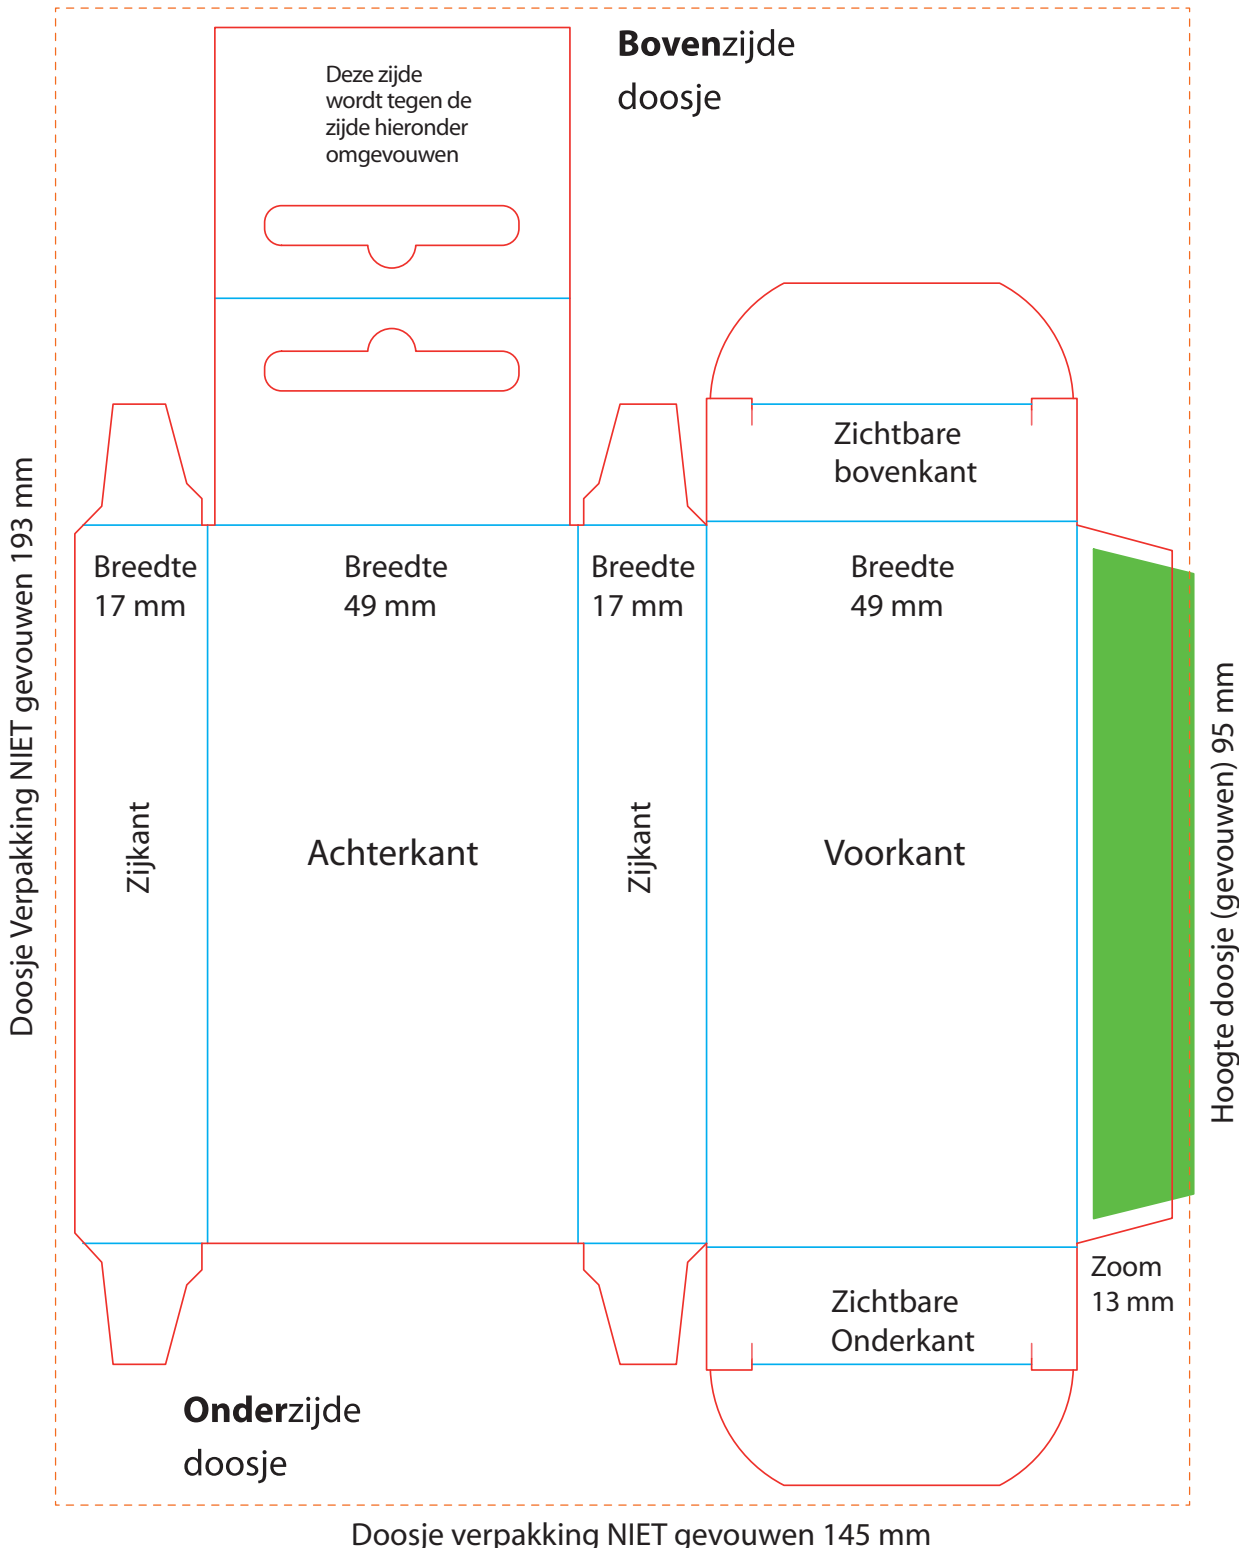 Bovenzijde
doosje
Deze zijde
wordt tegen de
zijde hieronder
omgevouwen
Zichtbare
bovenkant
Doosje Verpakking NIET gevouwen 193 mm
Breedte
17 mm
Breedte
49 mm
Breedte
17 mm
Breedte
49 mm
Hoogte doosje (gevouwen) 95 mm
Zijkant
Achterkant
Zijkant
Voorkant
Zoom
13 mm
Zichtbare
Onderkant
Onderzijde
doosje
Doosje verpakking NIET gevouwen 145 mm